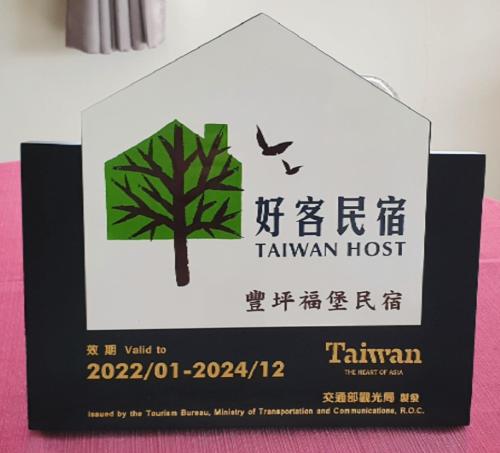 好客民宿
TAIWAN HOST
豐坪福堡民宿
效期 Valid to
2022/01-2024/12
Taiwan
THE HEART OF ASIA
交通部觀光局 製發
Issued by the Tourism Bureau, Ministry of Transportation and Communications, R.O.C.